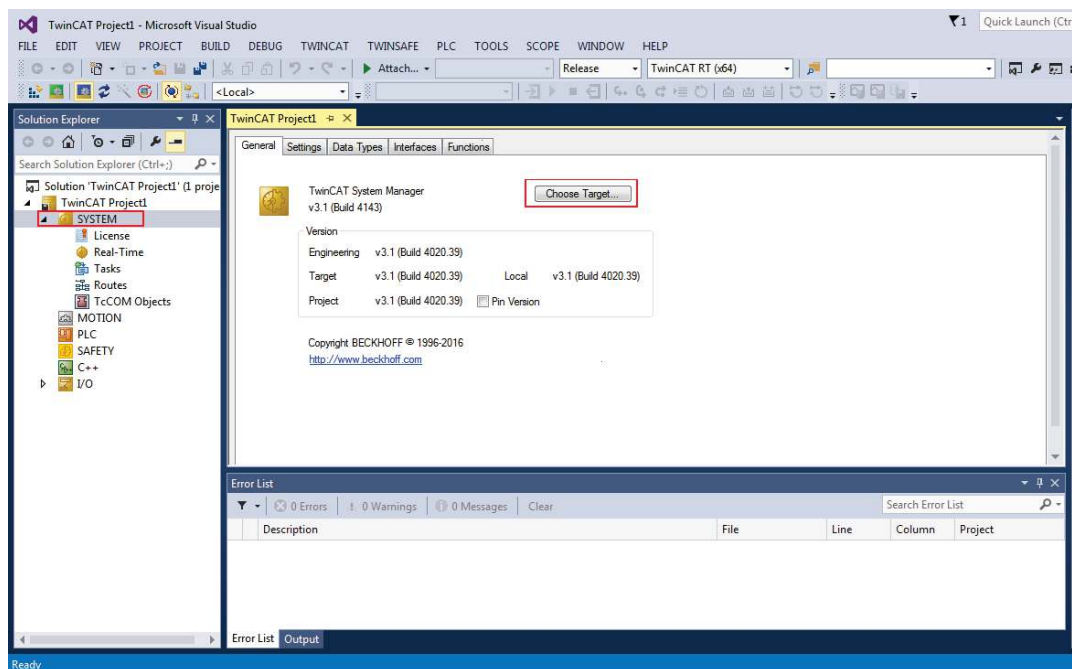 TwinCAT Project1 - Microsoft Visual Studio
1
Quick Launch (Ctr
FILE EDIT VIEW PROJECT BUILD DEBUG TWINCAT TWINSAFE PLC TOOLS SCOPE WINDOW HELP
Attach... Release TwinCAT RT (x64)
<Local>
Solution Explorer
Search Solution Explorer (Ctrl+;)
Solution 'TwinCAT Project1' (1 proje
TwinCAT Project1
SYSTEM
License
Real-Time
Tasks
Routes
TcCOM Objects
MOTION
PLC
SAFETY
C++
I/O
TwinCAT Project1
General Settings Data Types Interfaces Functions
TwinCAT System Manager
v3.1 (Build 4143)
Choose Target...
Version
Engineering v3.1 (Build 4020.39)
Target v3.1 (Build 4020.39) Local v3.1 (Build 4020.39)
Project v3.1 (Build 4020.39) Pin Version
Copyright BECKHOFF © 1996-2016
http://www.beckhoff.com
Error List
0 Errors 0 Warnings 0 Messages Clear
Search Error List
Description File Line Column Project
Error List Output
Ready